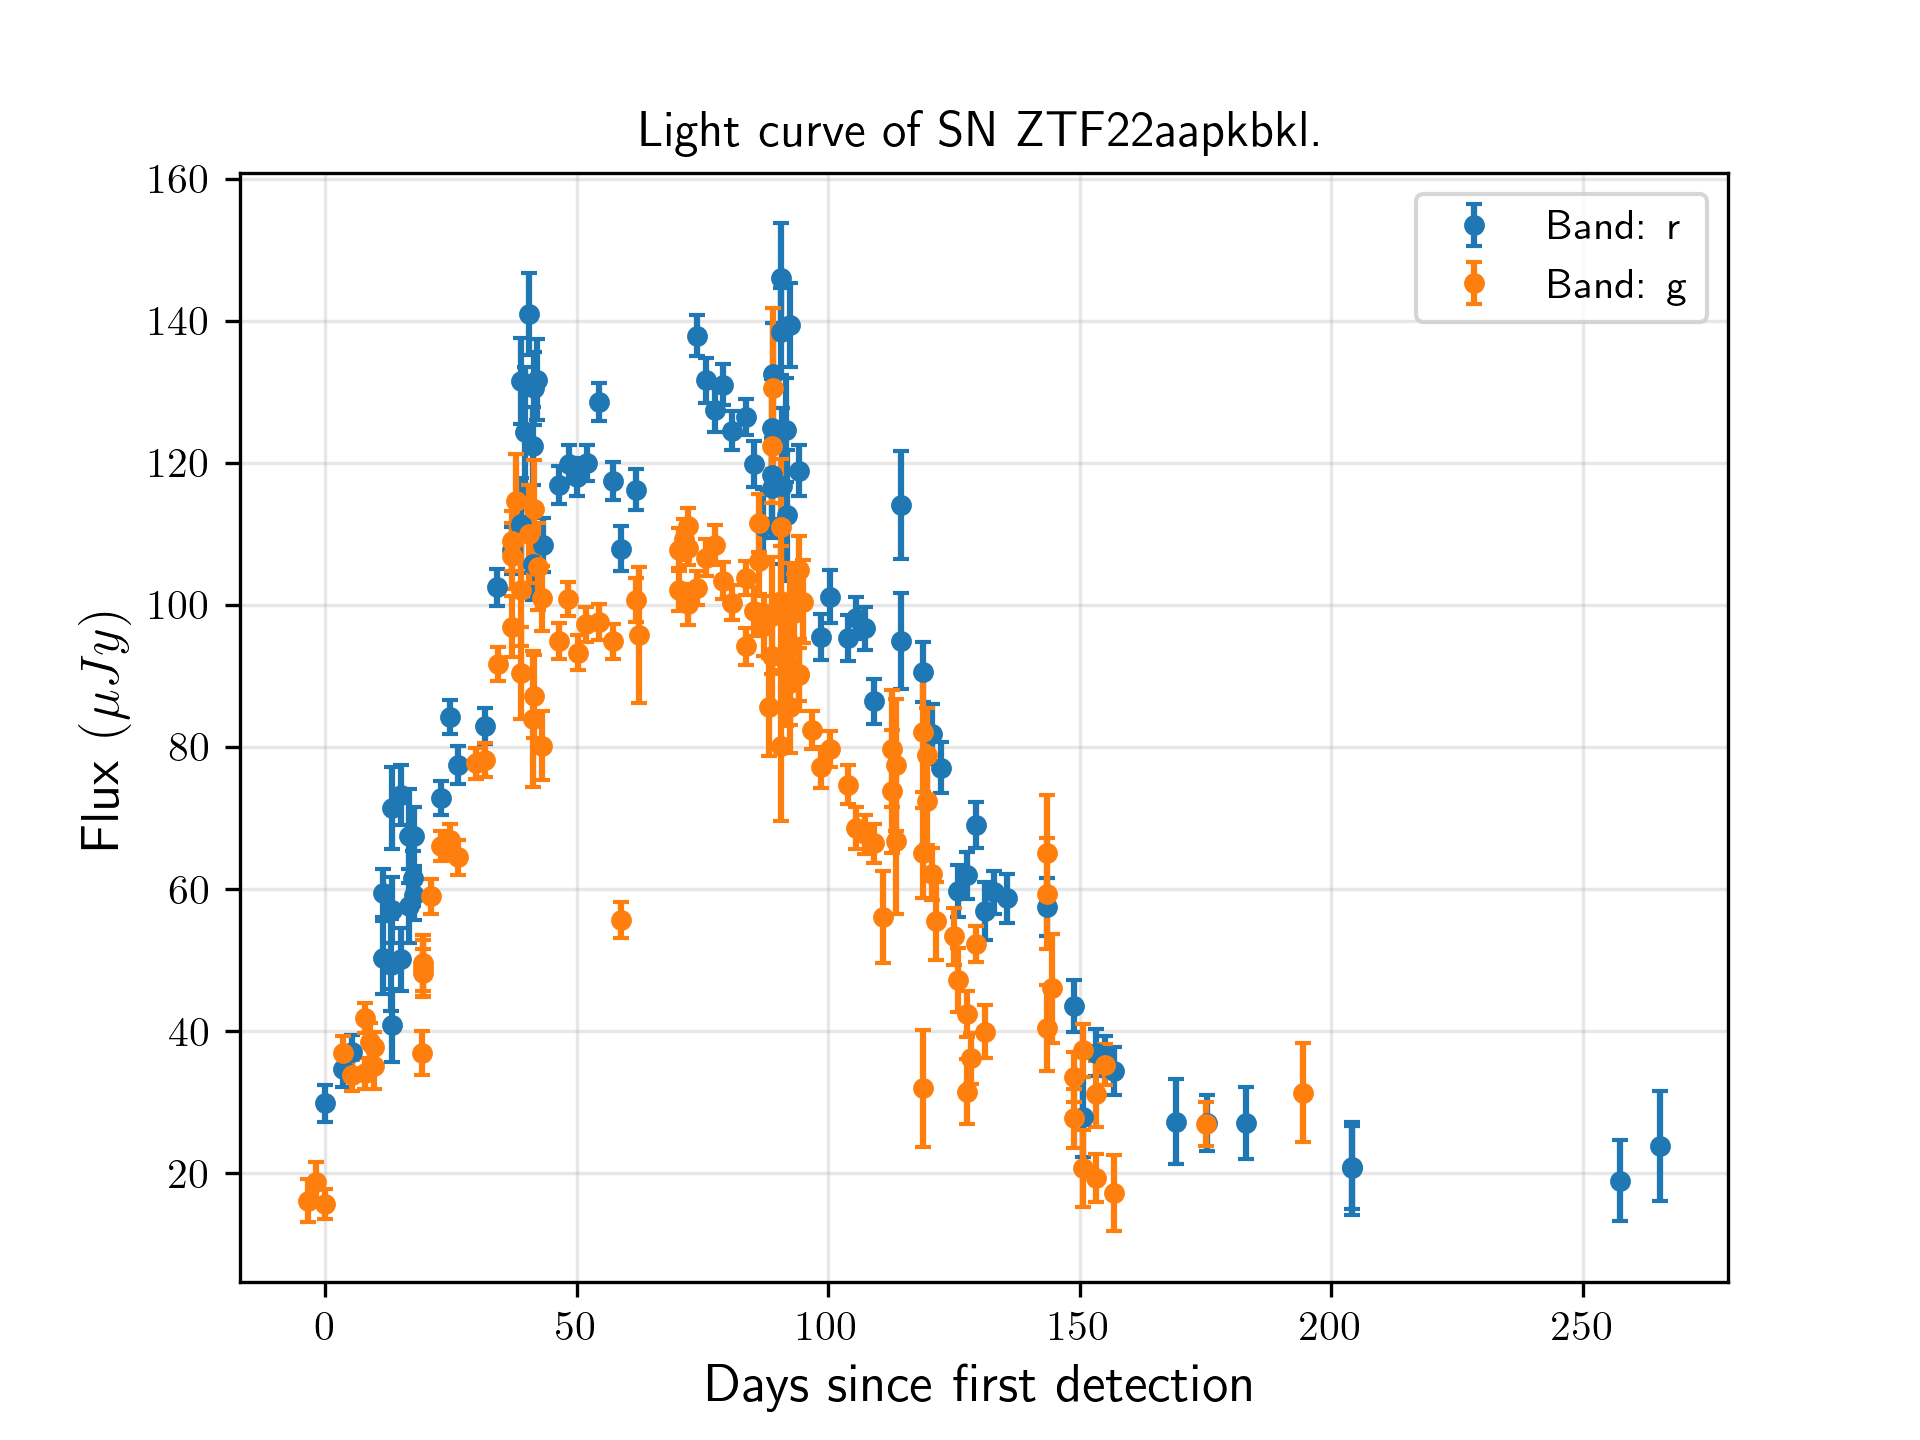 Light curve of SN ZTF22aapkbkl.
160
140
120
100
80
60
40
20
Flux (μJy)
0 50 100 150 200 250
Days since first detection
Band: r
Band: g